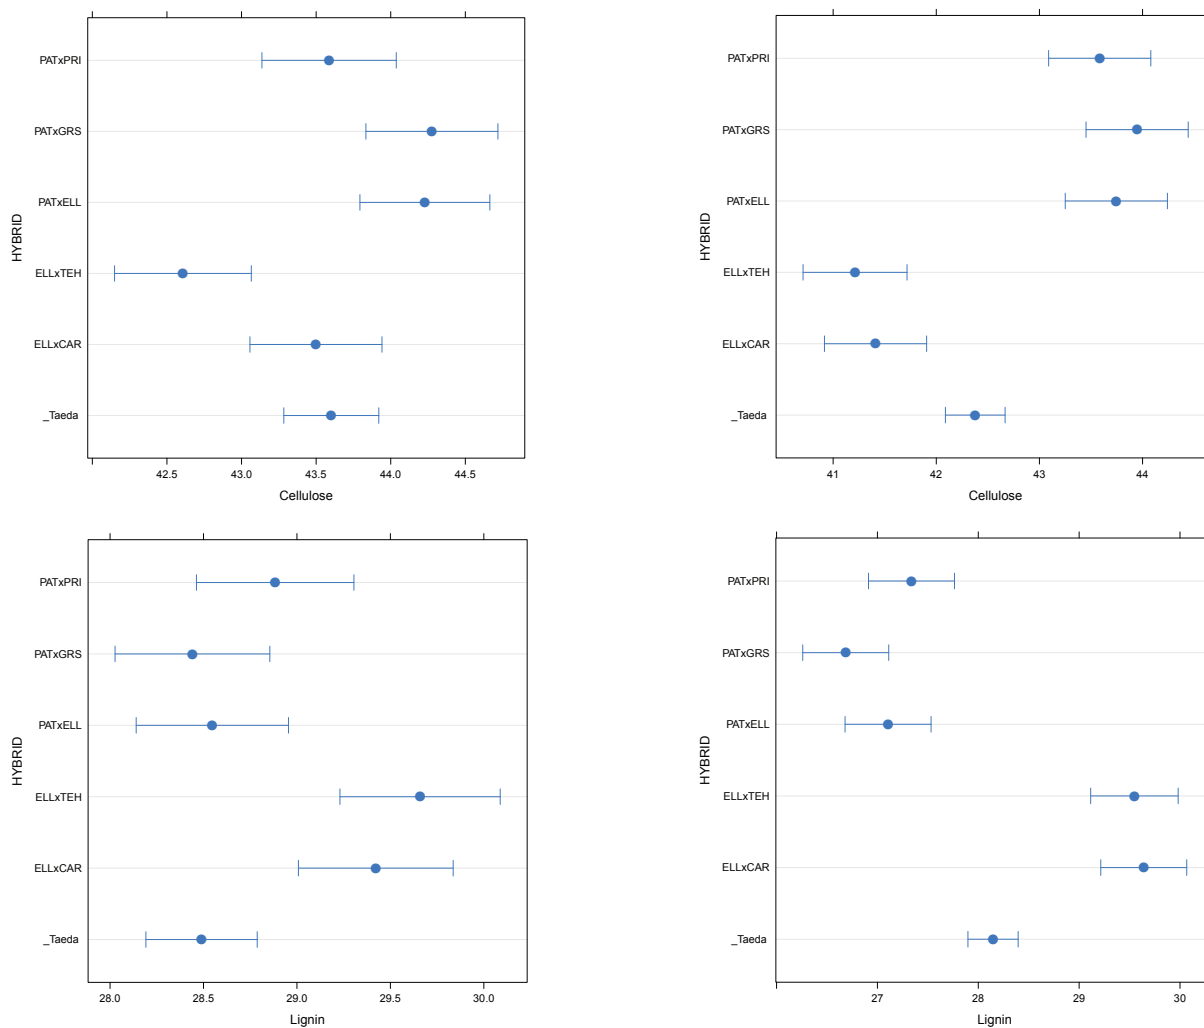 PATxPRI
PATxGRS
PATxELL
ELLxTEH
ELLxCAR
_Taeda
HYBRID
42.5 43.0 43.5 44.0 44.5
Cellulose
PATxPRI
PATxGRS
PATxELL
ELLxTEH
ELLxCAR
_Taeda
HYBRID
41 42 43 44
Cellulose
PATxPRI
PATxGRS
PATxELL
ELLxTEH
ELLxCAR
_Taeda
HYBRID
28.0 28.5 29.0 29.5 30.0
Lignin
PATxPRI
PATxGRS
PATxELL
ELLxTEH
ELLxCAR
_Taeda
HYBRID
27 28 29 30
Lignin